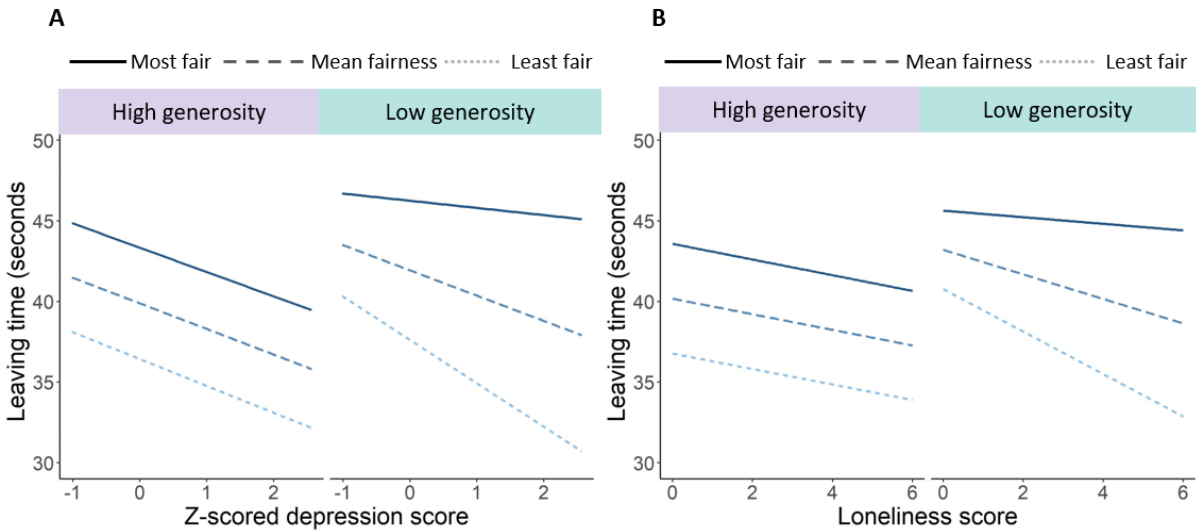 A
Most fair Mean fairness Least fair
High generosity Low generosity
50
45
40
35
30
Leaving time (seconds
-1 0 1 2 -1 0 1 2
Z-scored depression score
B
Most fair Mean fairness Least fair
High generosity Low generosity
50
45
40
35
30
Leaving time (seconds
0 2 4 6 0 2 4 6
Loneliness score